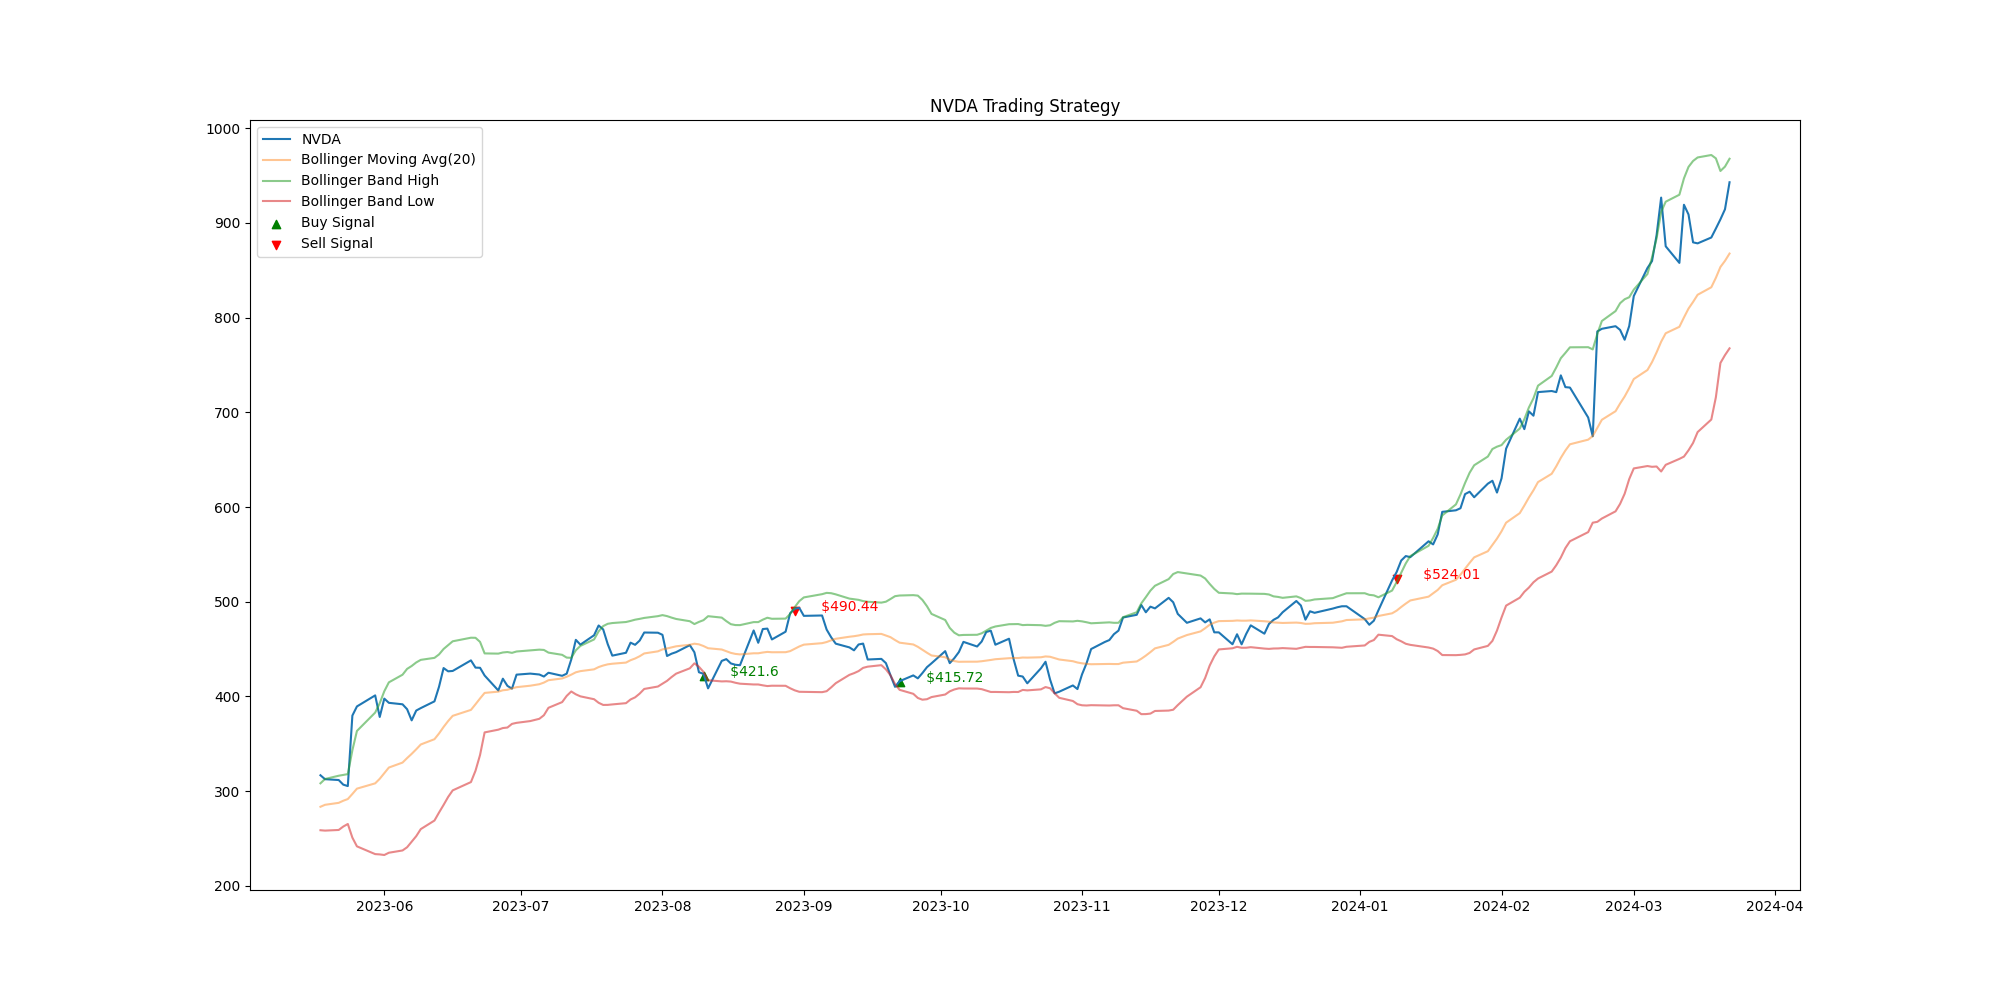 NVDA Trading Strategy
1000
900
800
700
600
500
400
300
200
NVDA
Bollinger Moving Avg(20)
Bollinger Band High
Bollinger Band Low
Buy Signal
Sell Signal
$524.01
$490.44
$421.6
$415.72
2023-06 2023-07 2023-08 2023-09 2023-10 2023-11 2023-12 2024-01 2024-02 2024-03 2024-04